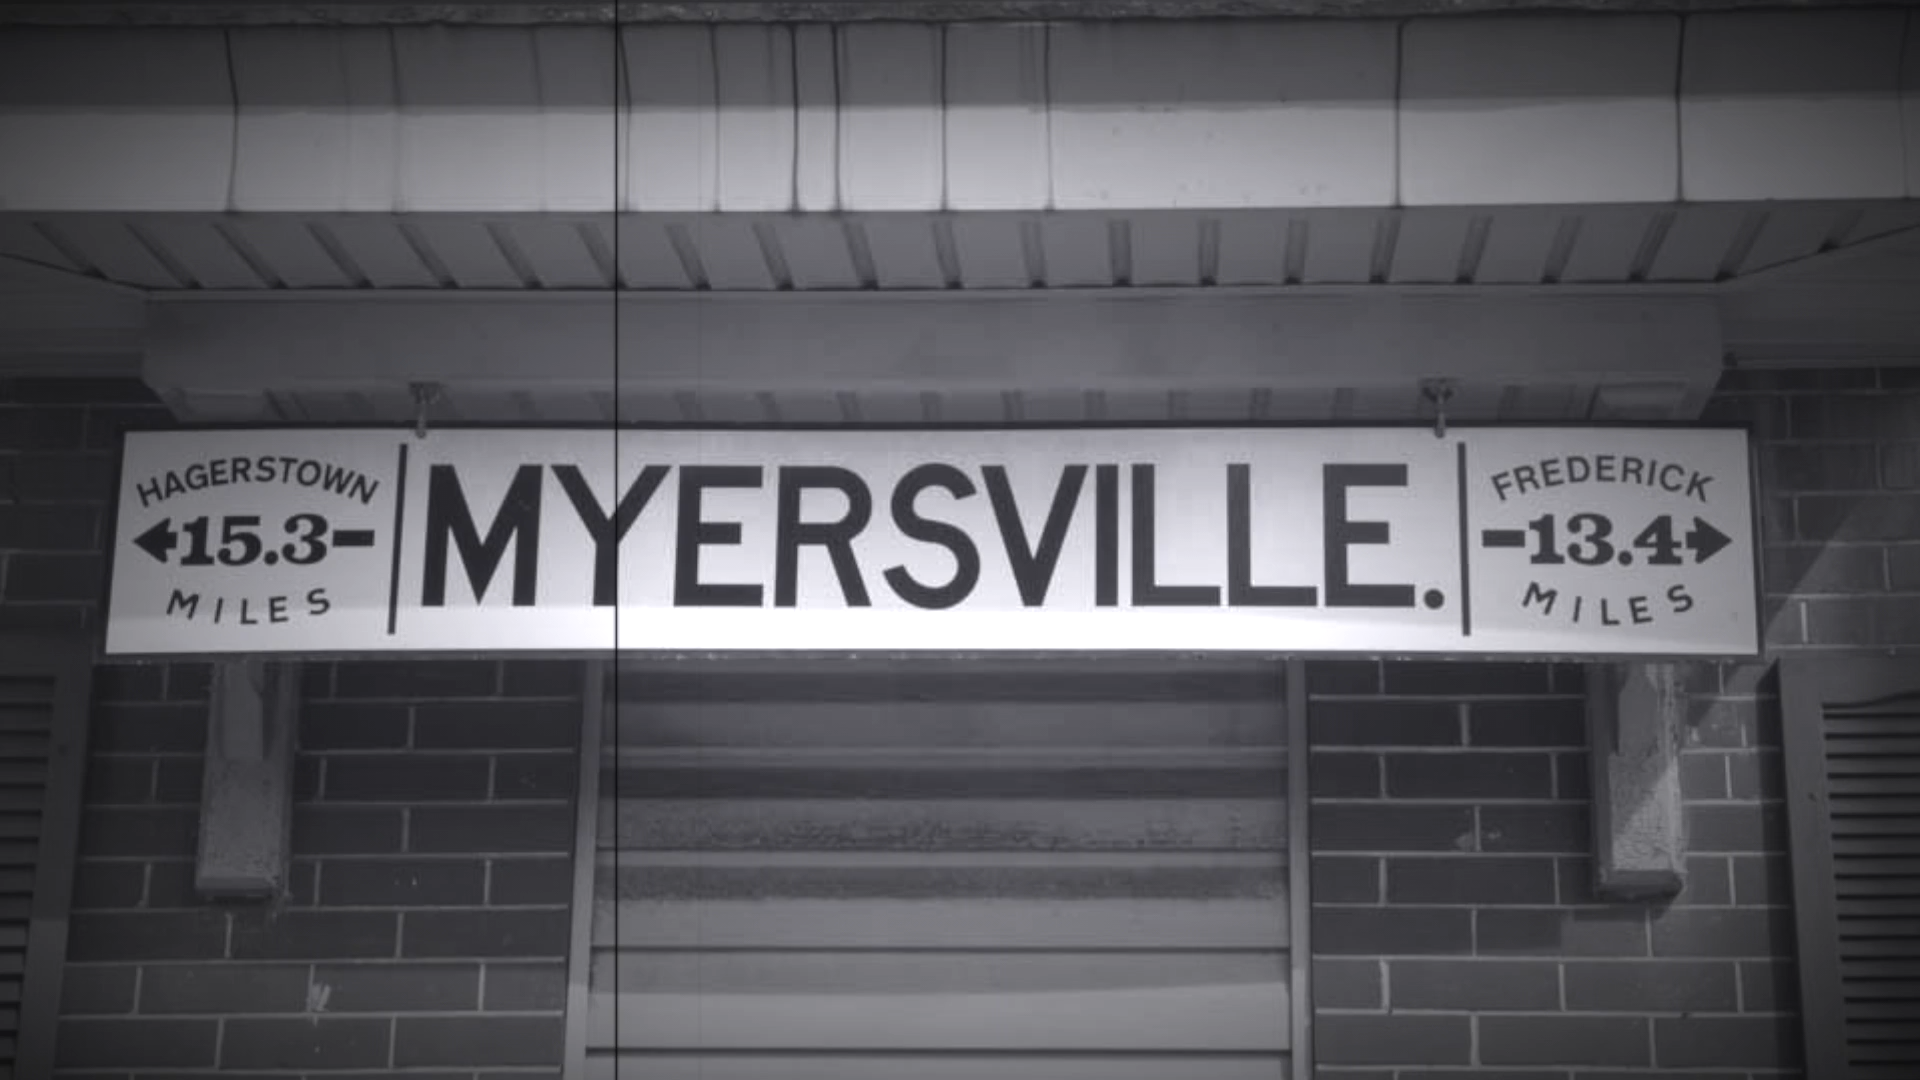 HAGERSTOWN
←15.3-
MILES
MYERSVILLE.
FREDERICK
-13.4→
MILES